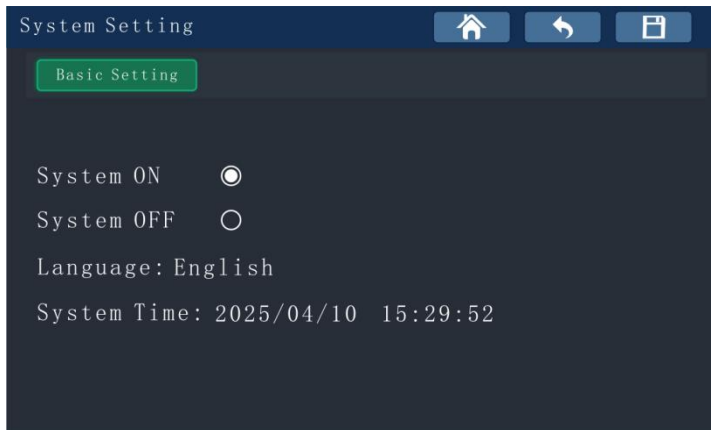 System Setting
Basic Setting
System ON
System OFF
Language: English
System Time: 2025/04/10 15:29:52